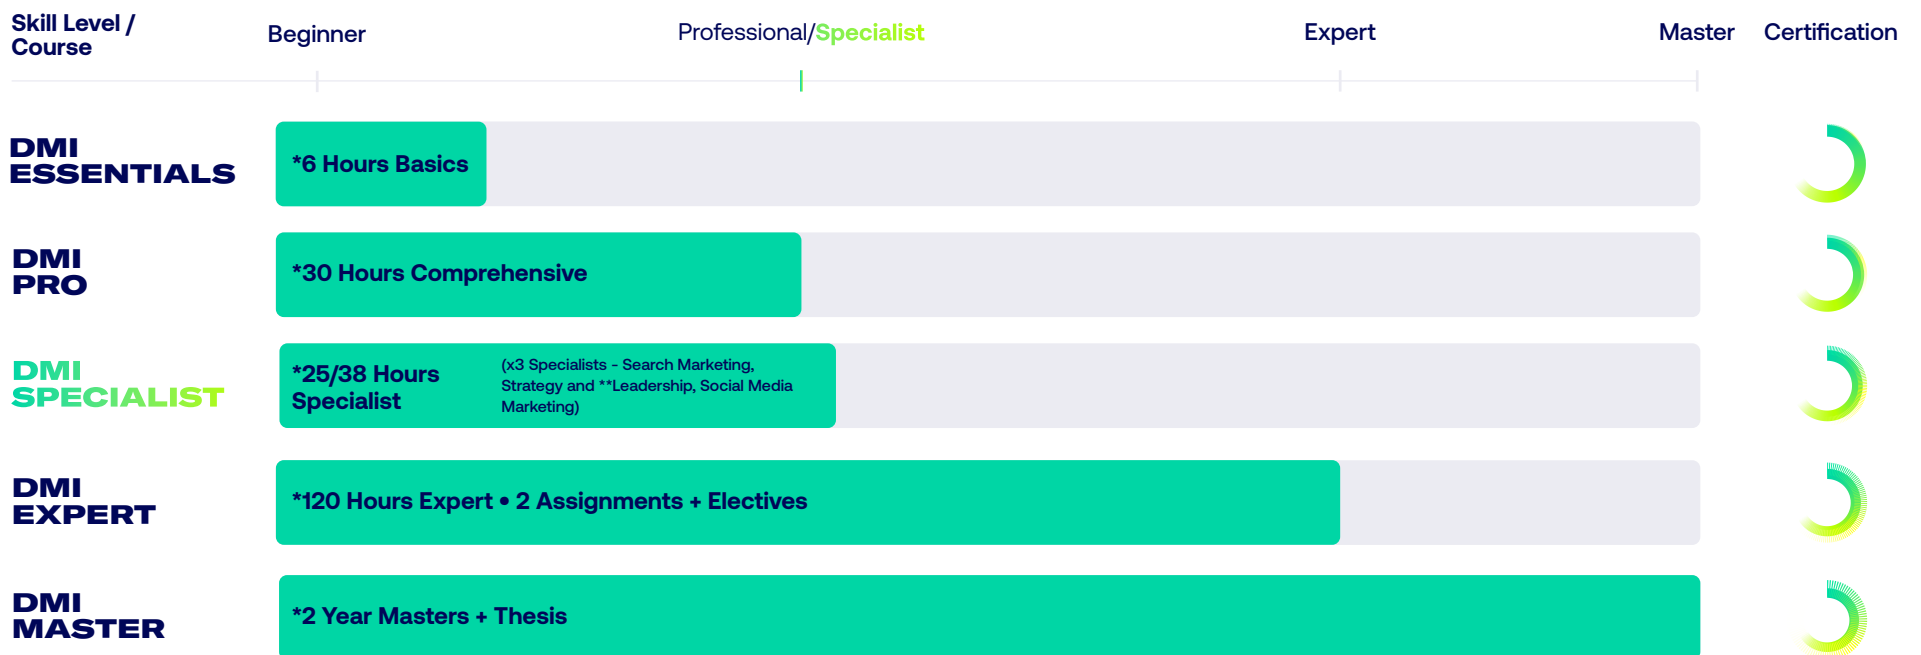 Skill Level /
Course
Beginner
Professional/Specialist
Expert
Master
Certification
DMI
ESSENTIALS
*6 Hours Basics
DMI
PRO
*30 Hours Comprehensive
DMI
SPECIALIST
*25/38 Hours
Specialist
(x3 Specialists - Search Marketing,
Strategy and **Leadership, Social Media
Marketing)
DMI
EXPERT
*120 Hours Expert • 2 Assignments + Electives
DMI
MASTER
*2 Year Masters + Thesis